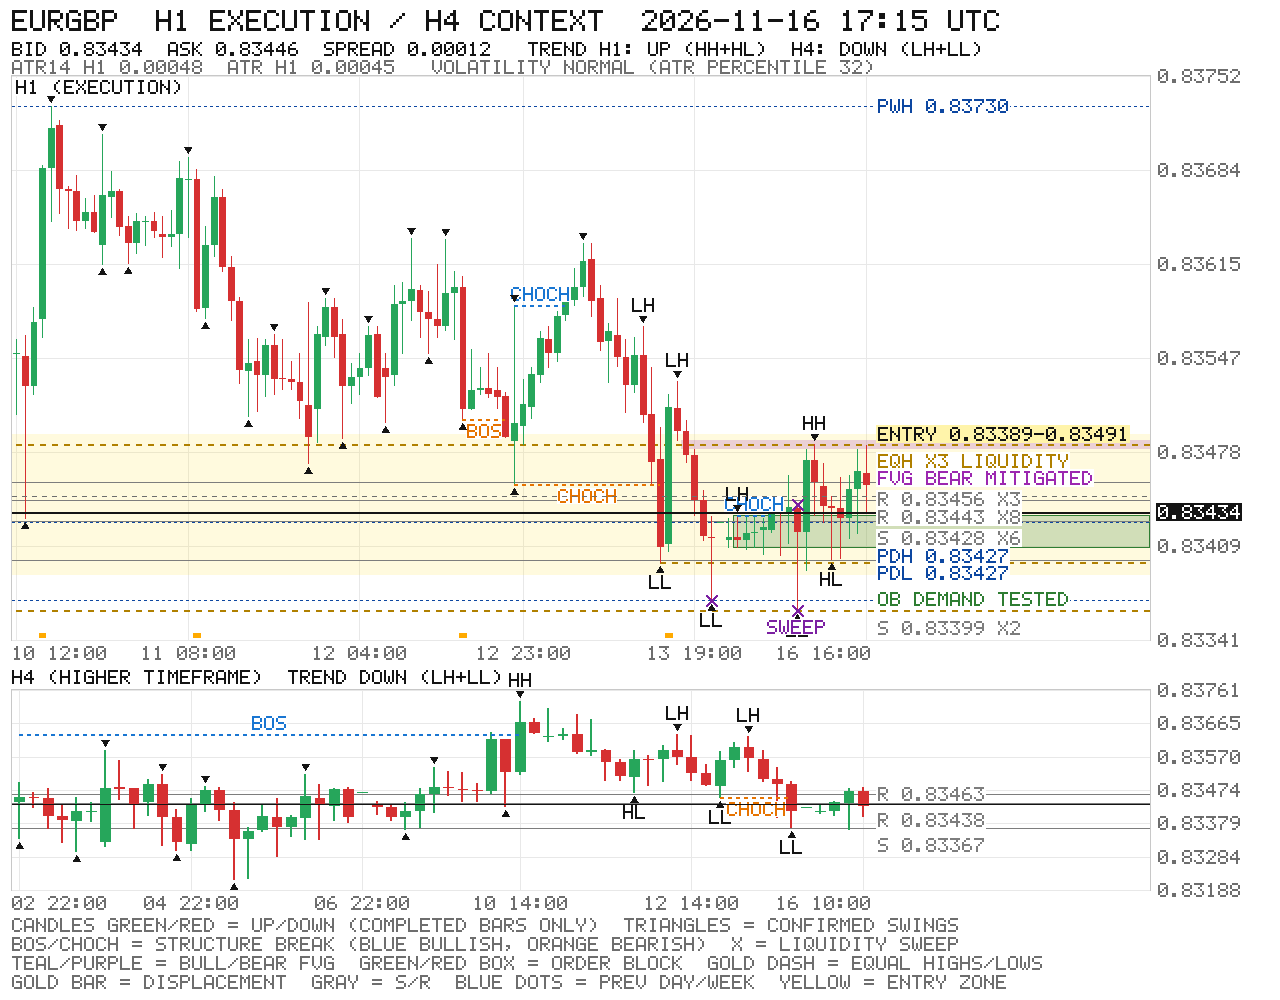 EURGBP  H1 EXECUTION / H4 CONTEXT  2026-11-16 17:15 UTC
BID 0.83434  ASK 0.83446  SPREAD 0.00012   TREND H1: UP (HH+HL)  H4: DOWN (LH+LL)
ATR14 H1 0.00048  ATR H1 0.00045   VOLATILITY NORMAL (ATR PERCENTILE 32)
H1 (EXECUTION)
0.83752
PWH 0.83730
0.83684
0.83615
CHOCH
LH
0.83547
LH
HH
BOS
ENTRY 0.83389-0.83491
0.83478
EQH X3 LIQUIDITY
FVG BEAR MITIGATED
CHOCH
LH
CHOCH
R 0.83456 X3
R 0.83443 X8
0.83434
S 0.83428 X6
0.83409
PDH 0.83427
PDL 0.83427
LL
HL
OB DEMAND TESTED
LL
SWEEP
S 0.83399 X2
0.83341
10 12:00
11 08:00
12 04:00
12 23:00
13 19:00
16 16:00
H4 (HIGHER TIMEFRAME)  TREND DOWN (LH+LL)
HH
0.83761
BOS
LH
LH
0.83665
0.83570
0.83474
R 0.83463
HL
LL
CHOCH
R 0.83438
0.83379
LL
S 0.83367
0.83284
0.83188
02 22:00
04 22:00
06 22:00
10 14:00
12 14:00
16 10:00
CANDLES GREEN/RED = UP/DOWN (COMPLETED BARS ONLY)  TRIANGLES = CONFIRMED SWINGS
BOS/CHOCH = STRUCTURE BREAK (BLUE BULLISH, ORANGE BEARISH)  X = LIQUIDITY SWEEP
TEAL/PURPLE = BULL/BEAR FVG  GREEN/RED BOX = ORDER BLOCK  GOLD DASH = EQUAL HIGHS/LOWS
GOLD BAR = DISPLACEMENT  GRAY = S/R  BLUE DOTS = PREV DAY/WEEK  YELLOW = ENTRY ZONE